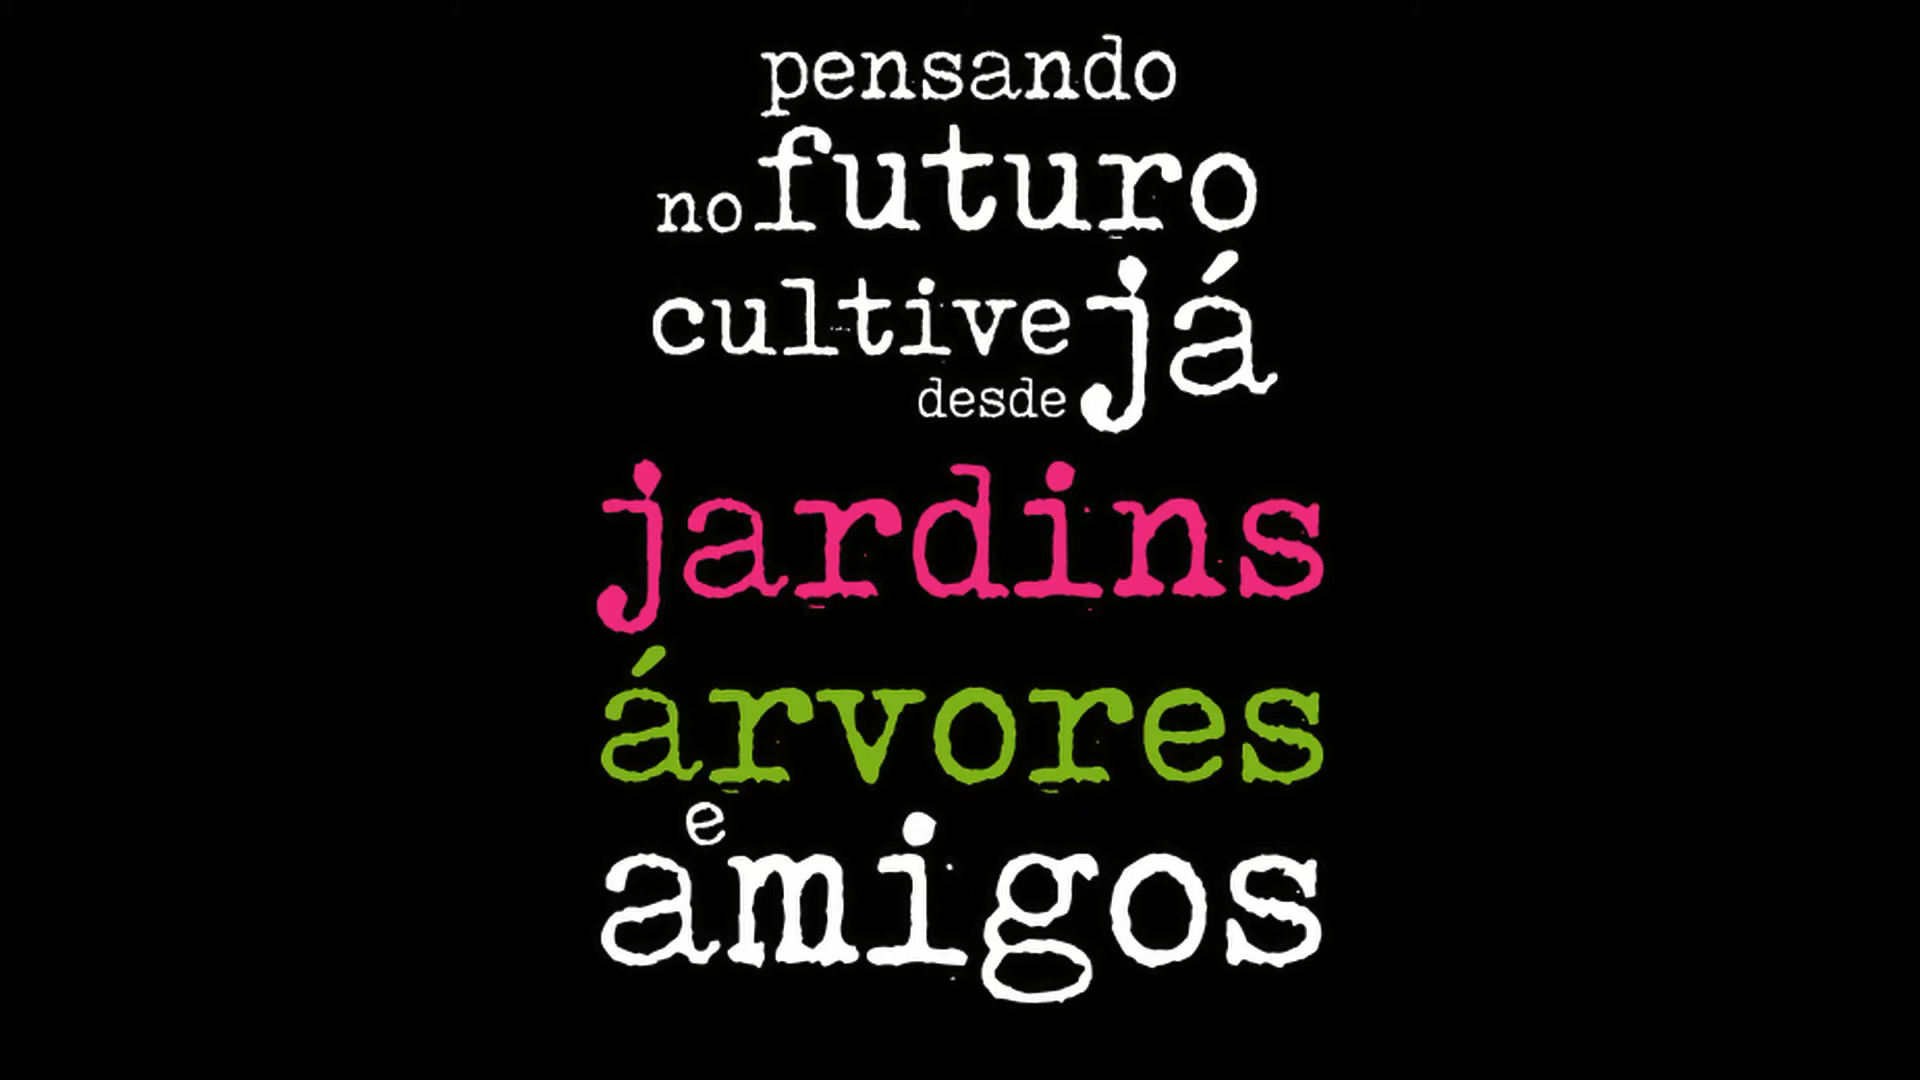 pensando
no futuro
cultive
desde já
jardins
árvores
e
amigos